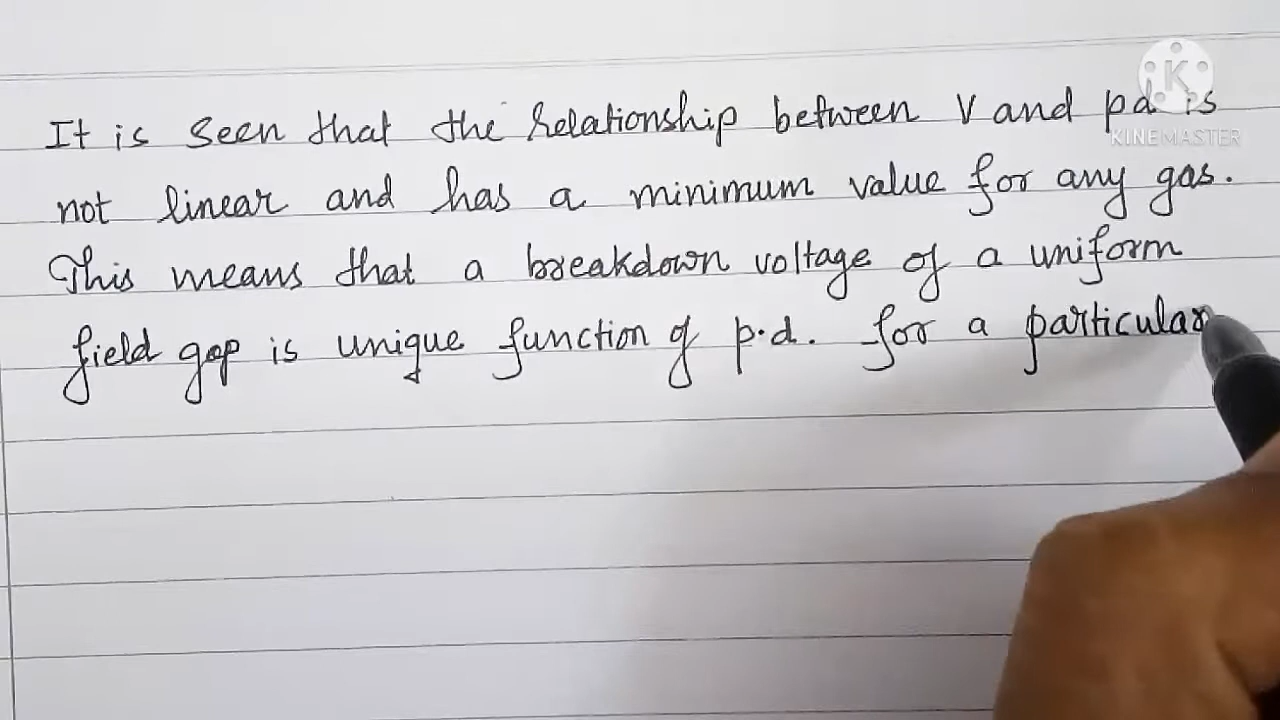 It is seen that the relationship between V and pd is
not linear and has a minimum value for any gas.
This means that a breakdown voltage of a uniform
field gap is unique function of p.d. for a particular
K
KINEMASTER